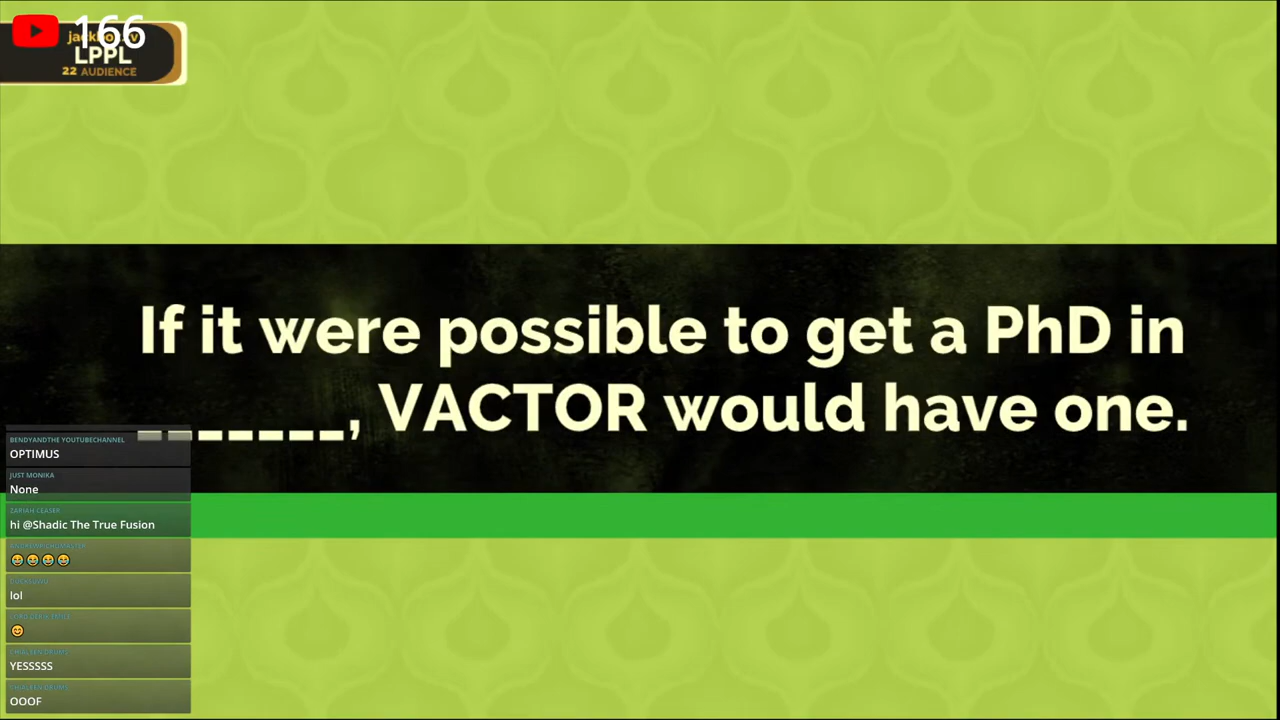 166
LPPL
22 AUDIENCE
If it were possible to get a PhD in
______, VACTOR would have one.
BENDYANDTHE YOUTUBECHANNEL
OPTIMUS
JUST MONIKA
None
ZARIAH CEASER
hi @Shadic The True Fusion
😂😂😂😂
lol
😊
YESSSSS
OOOF